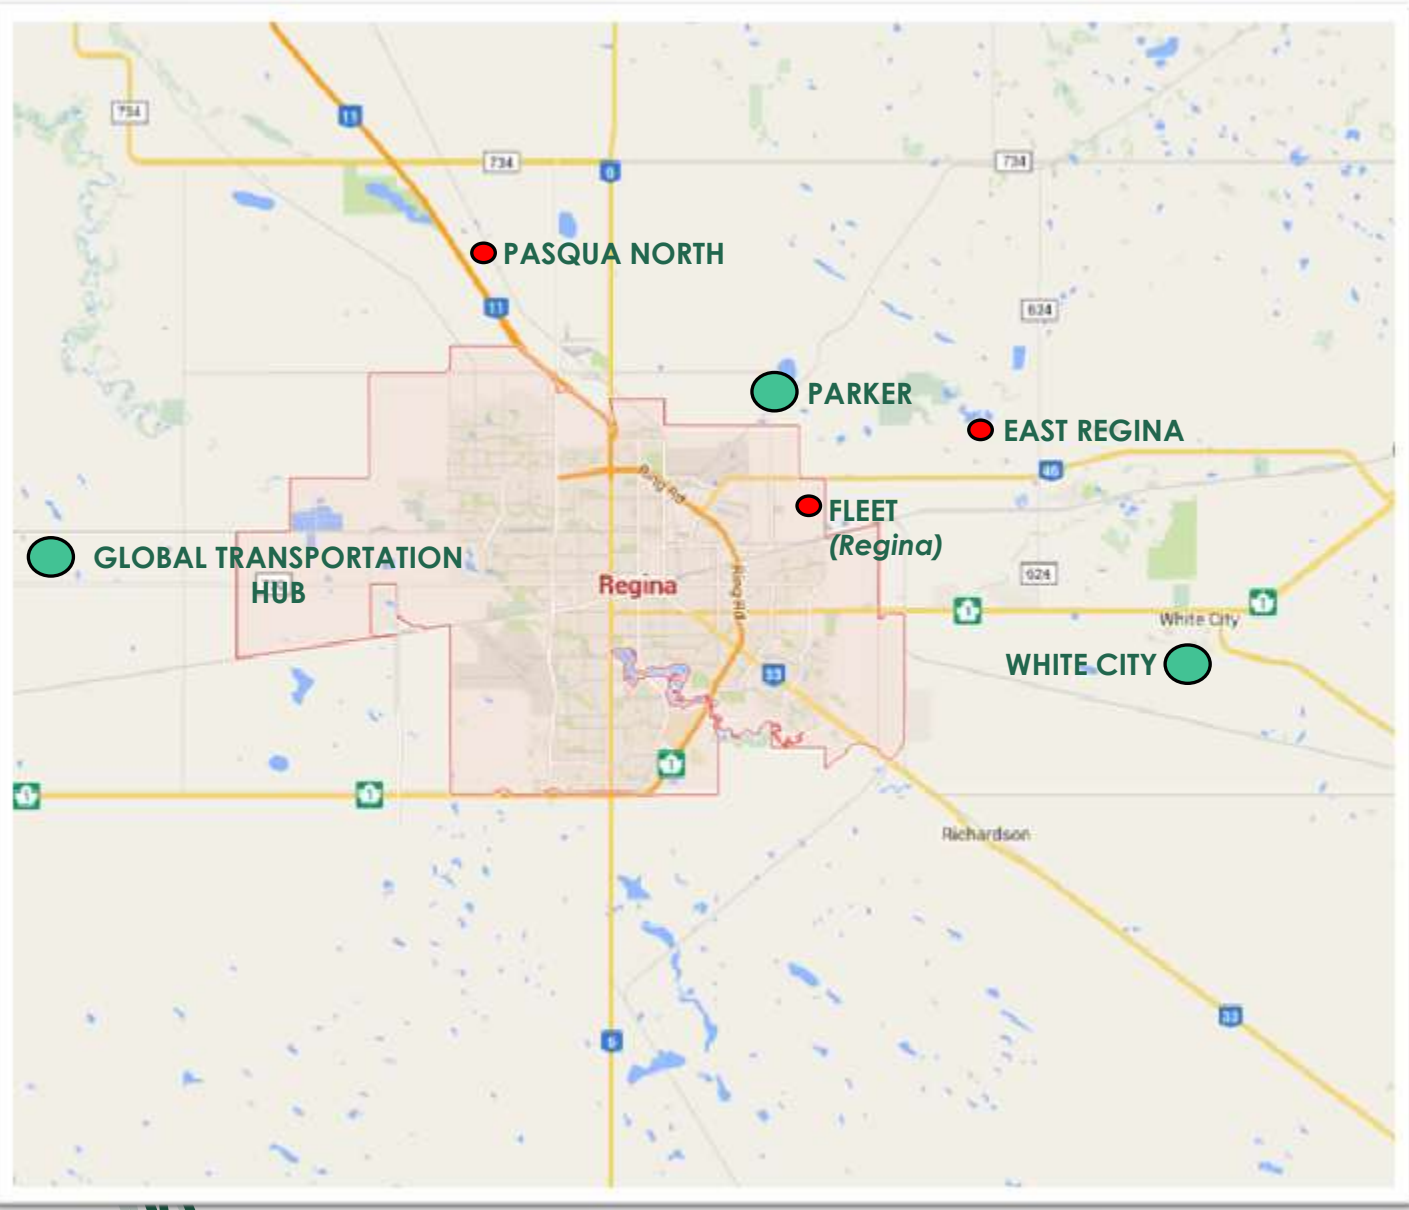 11
734
734
734
6
PASQUA NORTH
11
624
PARKER
EAST REGINA
46
Ring Rd
FLEET
(Regina)
GLOBAL TRANSPORTATION
HUB
Regina
Ring Rd
624
1
1
White City
WHITE CITY
33
1
1
1
Richardson
33
6